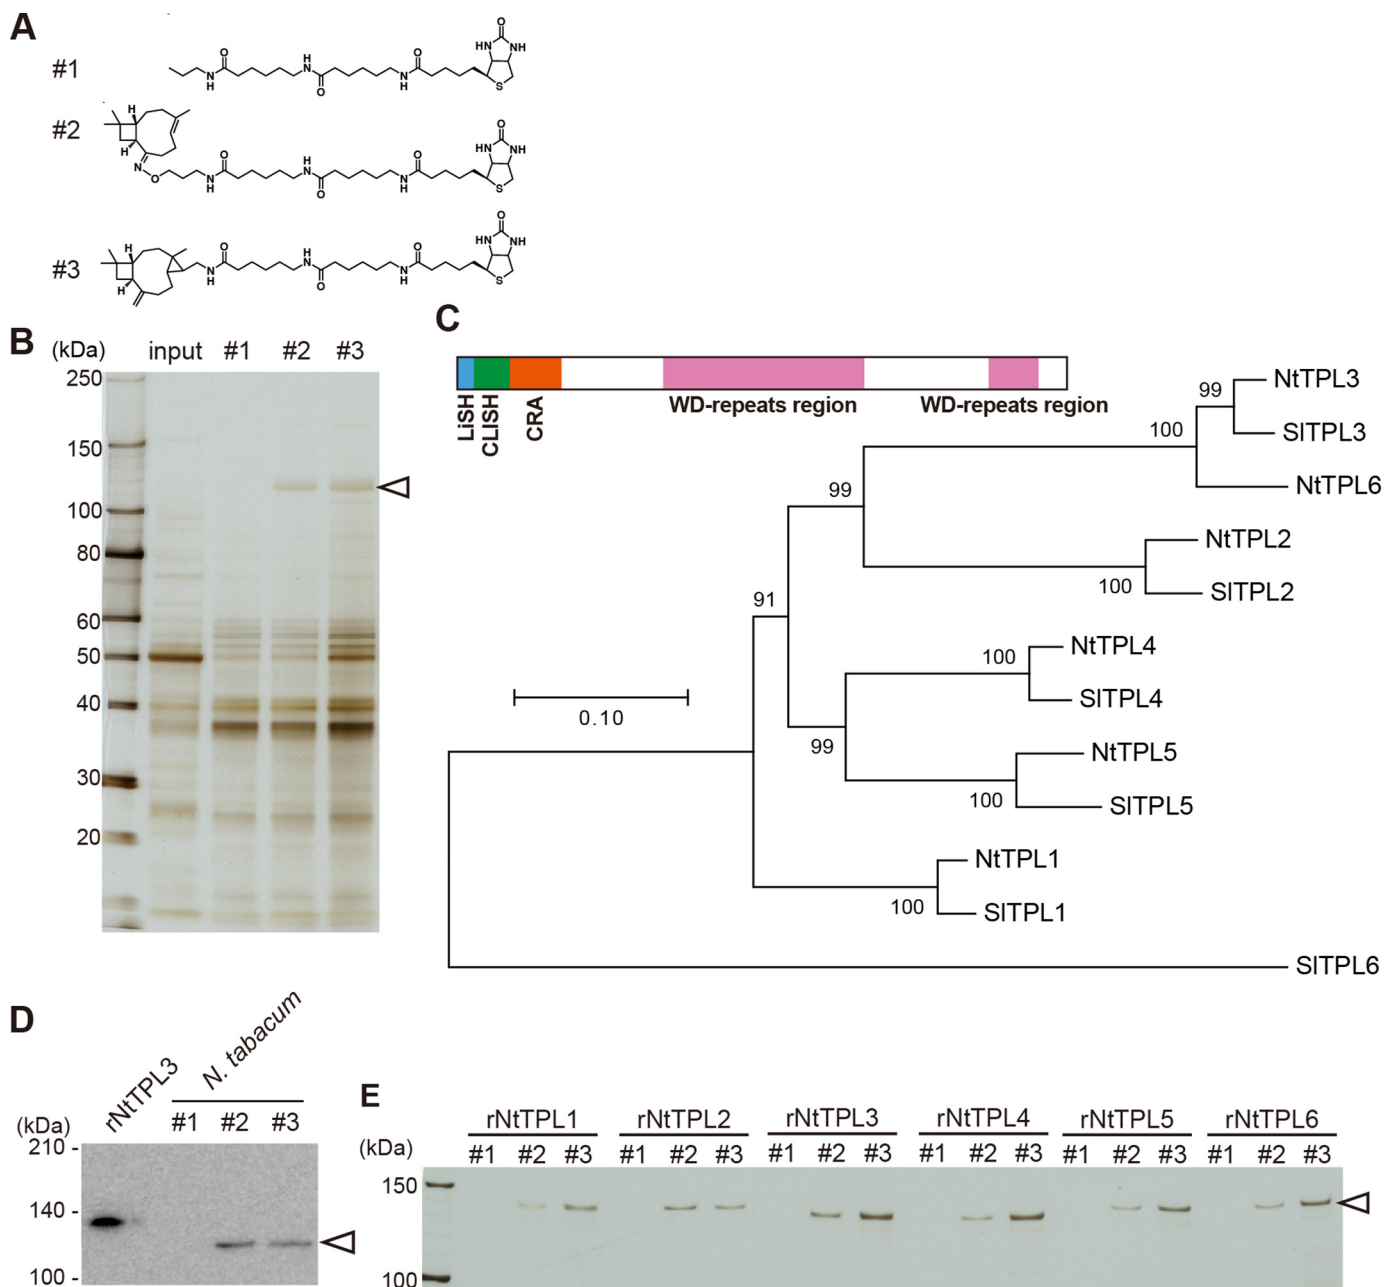 A
#1
O HN NH O N H H N O N H O S
#2
H H N O O HN NH O N H H N O N H O S
#3
H H O HN NH O N H H N O N H O S
B
(kDa) input #1 #2 #3
250
150
100
80
60
50
40
30
20
C
LiSH
CLISH
CRA
WD-repeats region
WD-repeats region
99
NtTPL3
100
SlTPL3
NtTPL6
99
NtTPL2
100
SlTPL2
91
NtTPL4
100
SlTPL4
0.10
99
NtTPL5
100
SlTPL5
NtTPL1
100
SlTPL1
SlTPL6
D
rNtTPL3
N. tabacum
(kDa) #1 #2 #3
210 -
140 -
100 -
E
rNtTPL1 rNtTPL2 rNtTPL3 rNtTPL4 rNtTPL5 rNtTPL6
(kDa) #1 #2 #3 #1 #2 #3 #1 #2 #3 #1 #2 #3 #1 #2 #3 #1 #2 #3
150
100